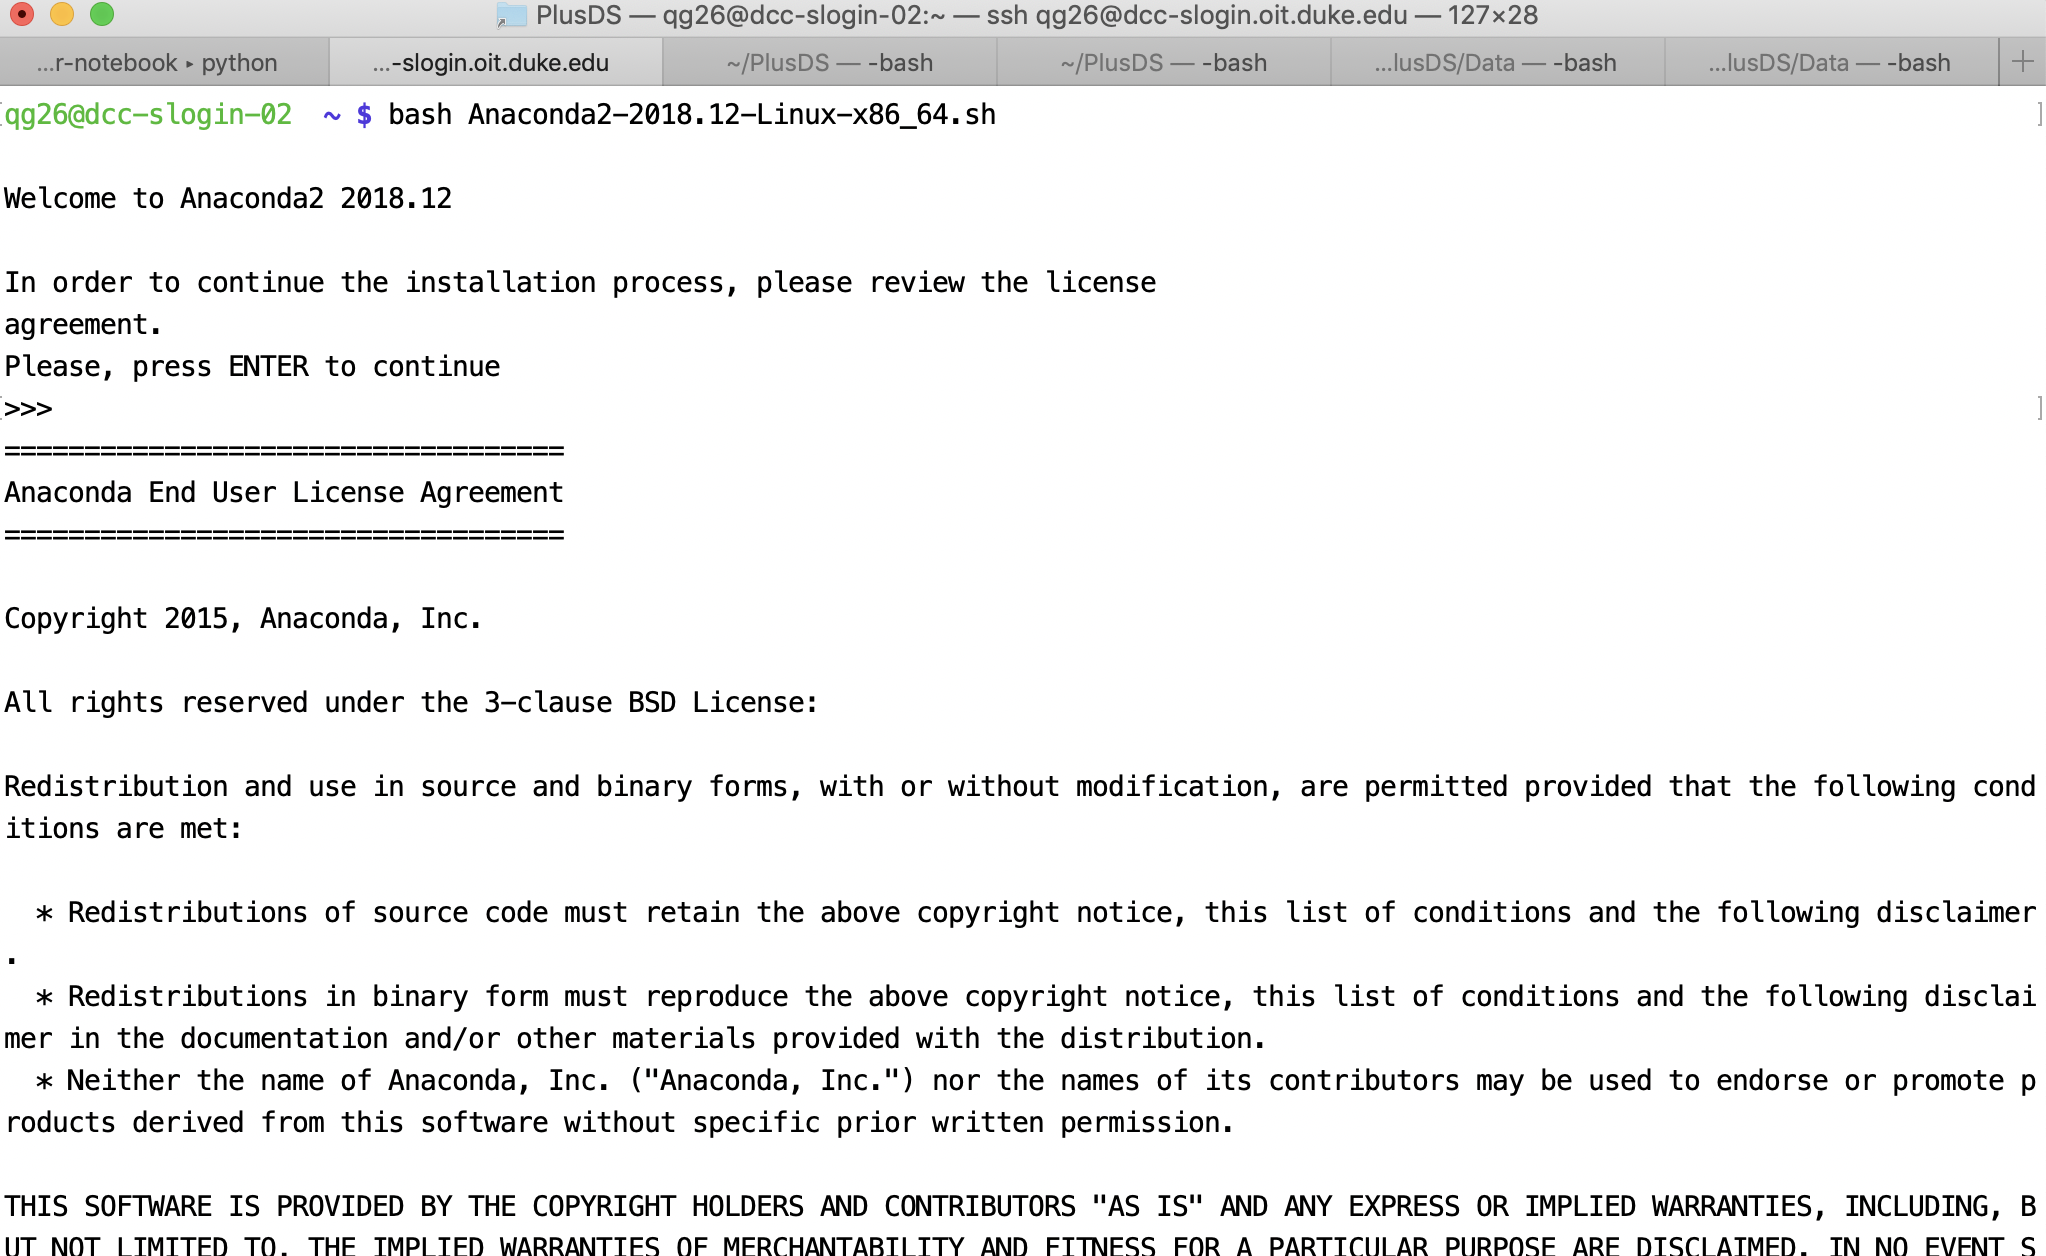 PlusDS — qg26@dcc-slogin-02:~ — ssh qg26@dcc-slogin.oit.duke.edu — 127×28
...r-notebook ▸ python
...-slogin.oit.duke.edu
~/PlusDS — -bash
~/PlusDS — -bash
...lusDS/Data — -bash
...lusDS/Data — -bash
+
[qg26@dcc-slogin-02  ~ $ bash Anaconda2-2018.12-Linux-x86_64.sh ]
Welcome to Anaconda2 2018.12
In order to continue the installation process, please review the license
agreement.
Please, press ENTER to continue
[>>> ]
===================================
Anaconda End User License Agreement
===================================
Copyright 2015, Anaconda, Inc.
All rights reserved under the 3-clause BSD License:
Redistribution and use in source and binary forms, with or without modification, are permitted provided that the following cond
itions are met:
  * Redistributions of source code must retain the above copyright notice, this list of conditions and the following disclaimer
.
  * Redistributions in binary form must reproduce the above copyright notice, this list of conditions and the following disclai
mer in the documentation and/or other materials provided with the distribution.
  * Neither the name of Anaconda, Inc. ("Anaconda, Inc.") nor the names of its contributors may be used to endorse or promote p
roducts derived from this software without specific prior written permission.
THIS SOFTWARE IS PROVIDED BY THE COPYRIGHT HOLDERS AND CONTRIBUTORS "AS IS" AND ANY EXPRESS OR IMPLIED WARRANTIES, INCLUDING, B
UT NOT LIMITED TO, THE IMPLIED WARRANTIES OF MERCHANTABILITY AND FITNESS FOR A PARTICULAR PURPOSE ARE DISCLAIMED. IN NO EVENT S